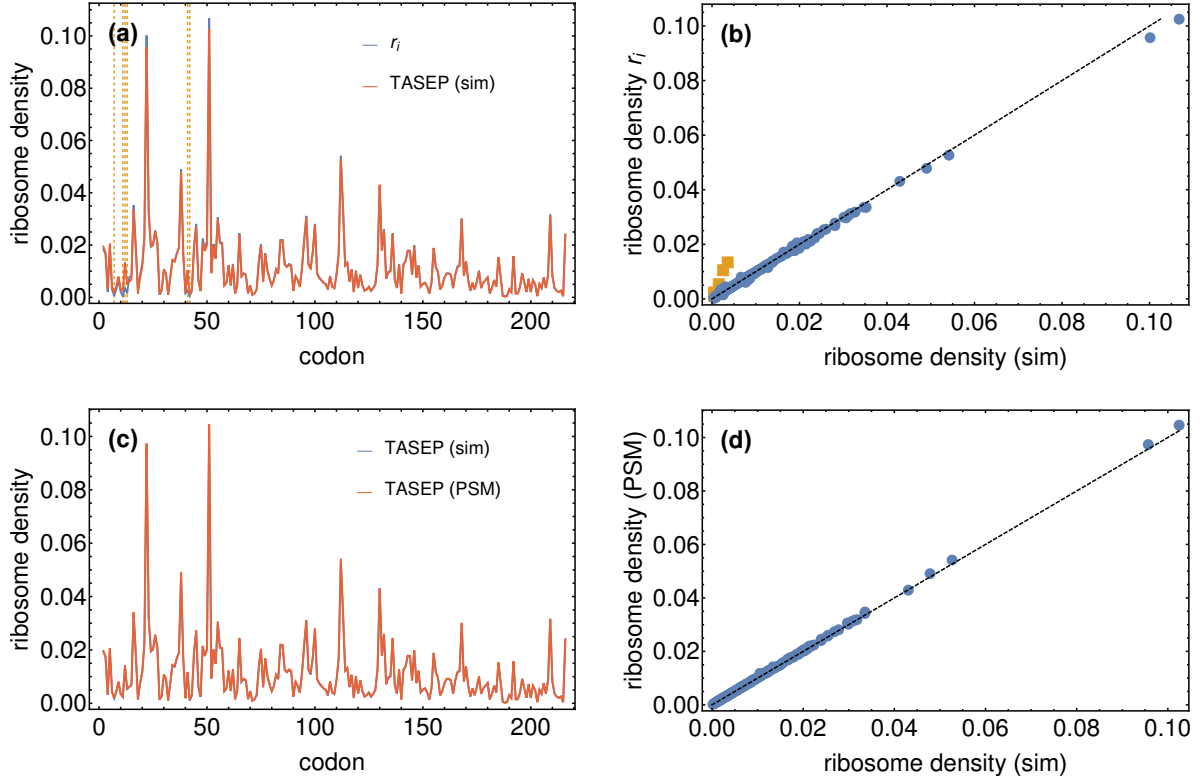 (a)
r_i
TASEP (sim)
ribosome density
0.10
0.08
0.06
0.04
0.02
0.00
0 50 100 150 200
codon
(b)
ribosome density r_i
0.10
0.08
0.06
0.04
0.02
0.00
0.00 0.02 0.04 0.06 0.08 0.10
ribosome density (sim)
(c)
TASEP (sim)
TASEP (PSM)
ribosome density
0.10
0.08
0.06
0.04
0.02
0.00
0 50 100 150 200
codon
(d)
ribosome density (PSM)
0.10
0.08
0.06
0.04
0.02
0.00
0.00 0.02 0.04 0.06 0.08 0.10
ribosome density (sim)